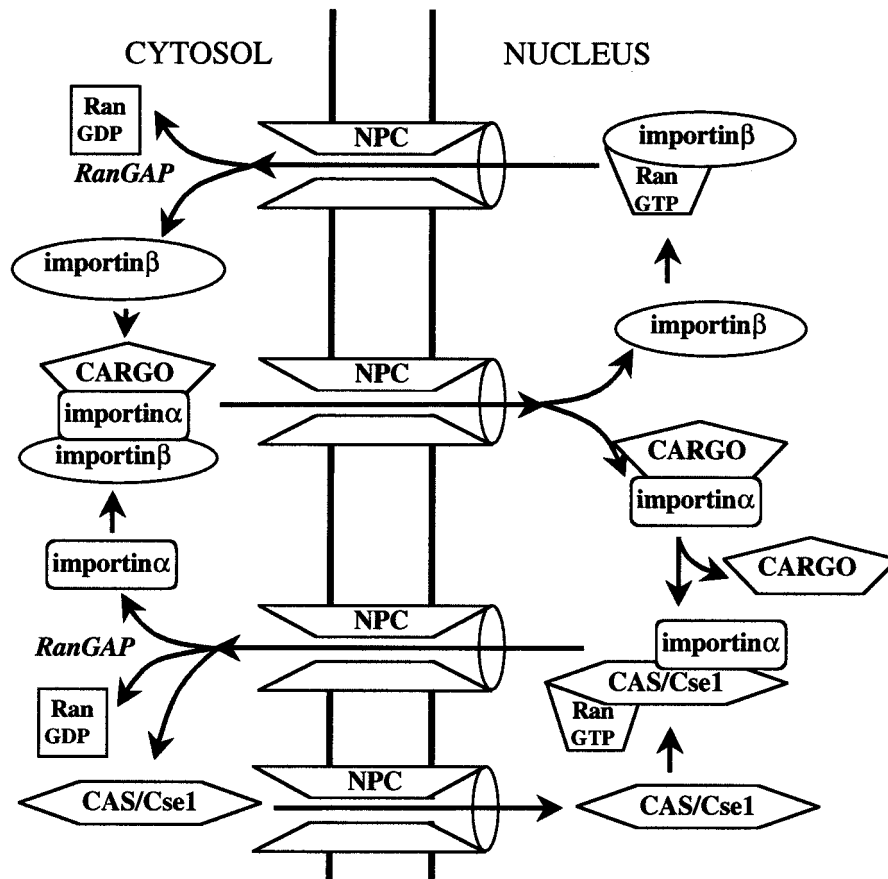 CYTOSOL
NUCLEUS
Ran
GDP
RanGAP
NPC
importinβ
Ran
GTP
importinβ
importinβ
CARGO
importinα
importinβ
NPC
CARGO
importinα
CARGO
importinα
RanGAP
NPC
importinα
CAS/Cse1
Ran
GTP
Ran
GDP
CAS/Cse1
NPC
CAS/Cse1